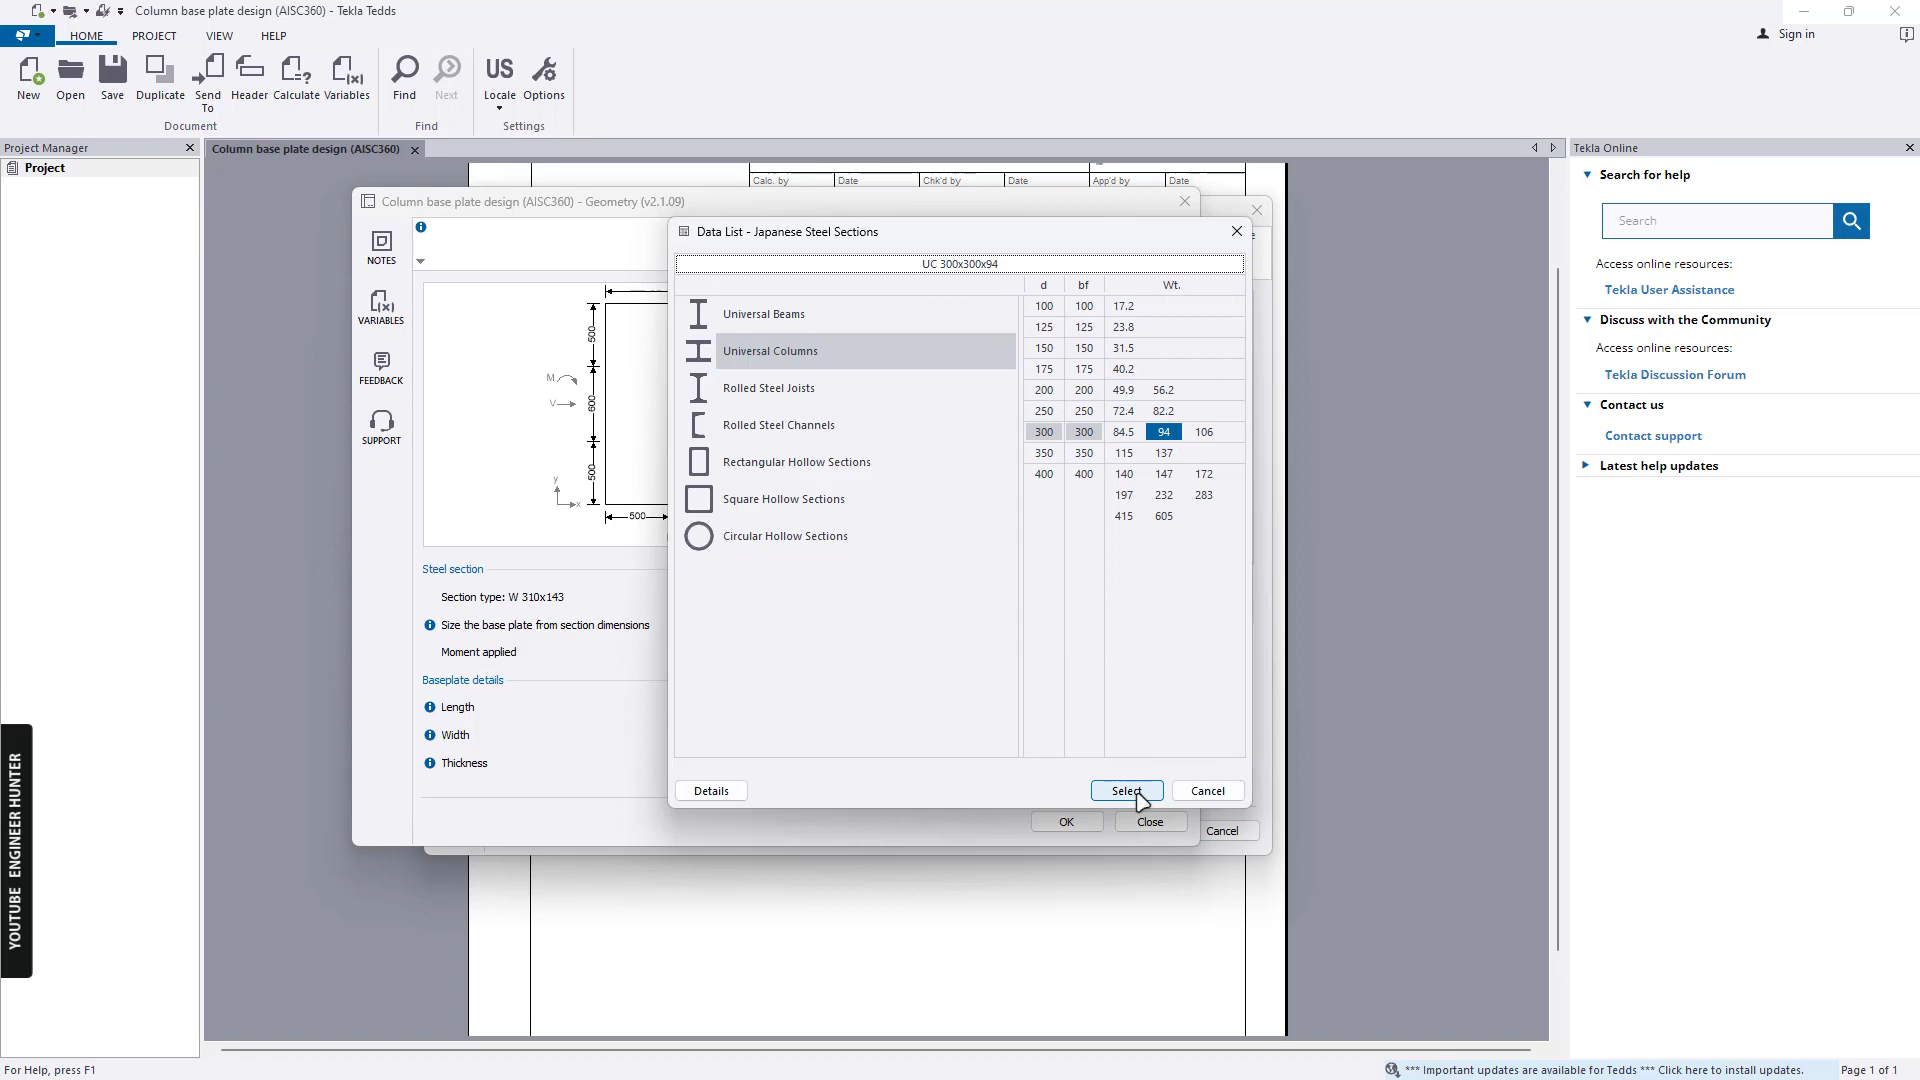 Column base plate design (AISC360) - Tekla Tedds
HOME PROJECT VIEW HELP
Sign in
New Open Save Duplicate Send To Header Calculate Variables Find Next US Locale Options
Document Find Settings
Project Manager
Project
Column base plate design (AISC360)
Calc. by Date Chk'd by Date App'd by Date
Column base plate design (AISC360) - Geometry (v2.1.09)
NOTES
VARIABLES
FEEDBACK
SUPPORT
M
V
500
600
500
y
x
500
Steel section
Section type: W 310x143
Size the base plate from section dimensions
Moment applied
Baseplate details
Length
Width
Thickness
OK Close
Cancel
Data List - Japanese Steel Sections
UC 300x300x94
d bf Wt.
Universal Beams
Universal Columns
Rolled Steel Joists
Rolled Steel Channels
Rectangular Hollow Sections
Square Hollow Sections
Circular Hollow Sections
100 100 17.2
125 125 23.8
150 150 31.5
175 175 40.2
200 200 49.9 56.2
250 250 72.4 82.2
300 300 84.5 94 106
350 350 115 137
400 400 140 147 172
197 232 283
415 605
Details Select Cancel
Tekla Online
Search for help
Search
Access online resources:
Tekla User Assistance
Discuss with the Community
Access online resources:
Tekla Discussion Forum
Contact us
Contact support
Latest help updates
YOUTUBE ENGINEER HUNTER
For Help, press F1
*** Important updates are available for Tedds *** Click here to install updates.
Page 1 of 1